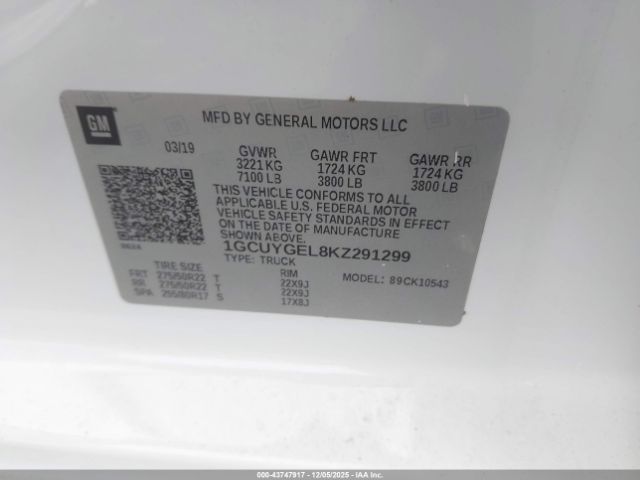 GM
MFD BY GENERAL MOTORS LLC
03/19
GVWR GAWR FRT GAWR RR
3221 KG 1724 KG 1724 KG
7100 LB 3800 LB 3800 LB
THIS VEHICLE CONFORMS TO ALL
APPLICABLE U.S. FEDERAL MOTOR
VEHICLE SAFETY STANDARDS IN EFFECT
ON THE DATE OF MANUFACTURE
SHOWN ABOVE.
1GCUYGEL8KZ291299
TYPE: TRUCK
MODEL: 89CK10543
TIRE SIZE RIM
FRT 275/50R22 T 22X9J
RR 275/50R22 T 22X9J
SPA 255/80R17 S 17X8J
000-43747917 - 12/05/2025 - IAA, Inc.